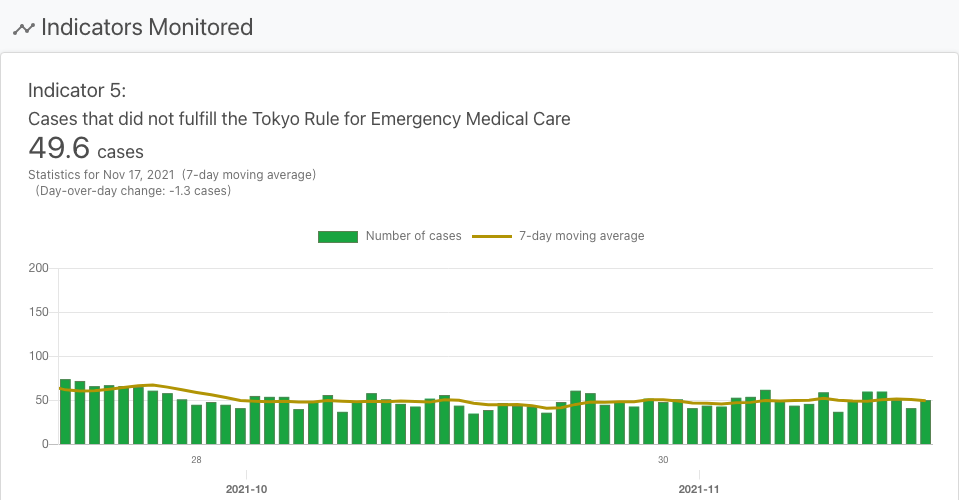 Indicators Monitored
Indicator 5:
Cases that did not fulfill the Tokyo Rule for Emergency Medical Care
49.6 cases
Statistics for Nov 17, 2021 (7-day moving average)
(Day-over-day change: -1.3 cases)
Number of cases 7-day moving average
200
150
100
50
0
28 30
2021-10 2021-11